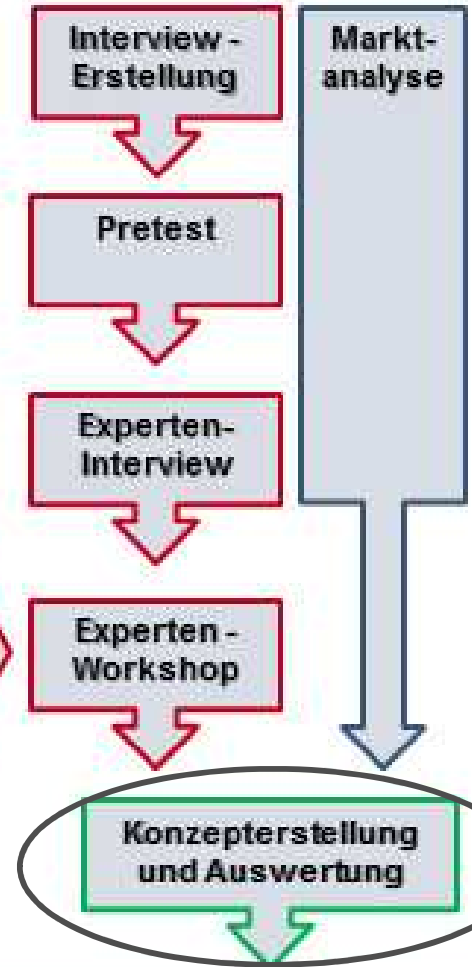 Interview -
Erstellung
Markt-
analyse
Pretest
Experten-
Interview
Experten -
Workshop
Konzepterstellung
und Auswertung